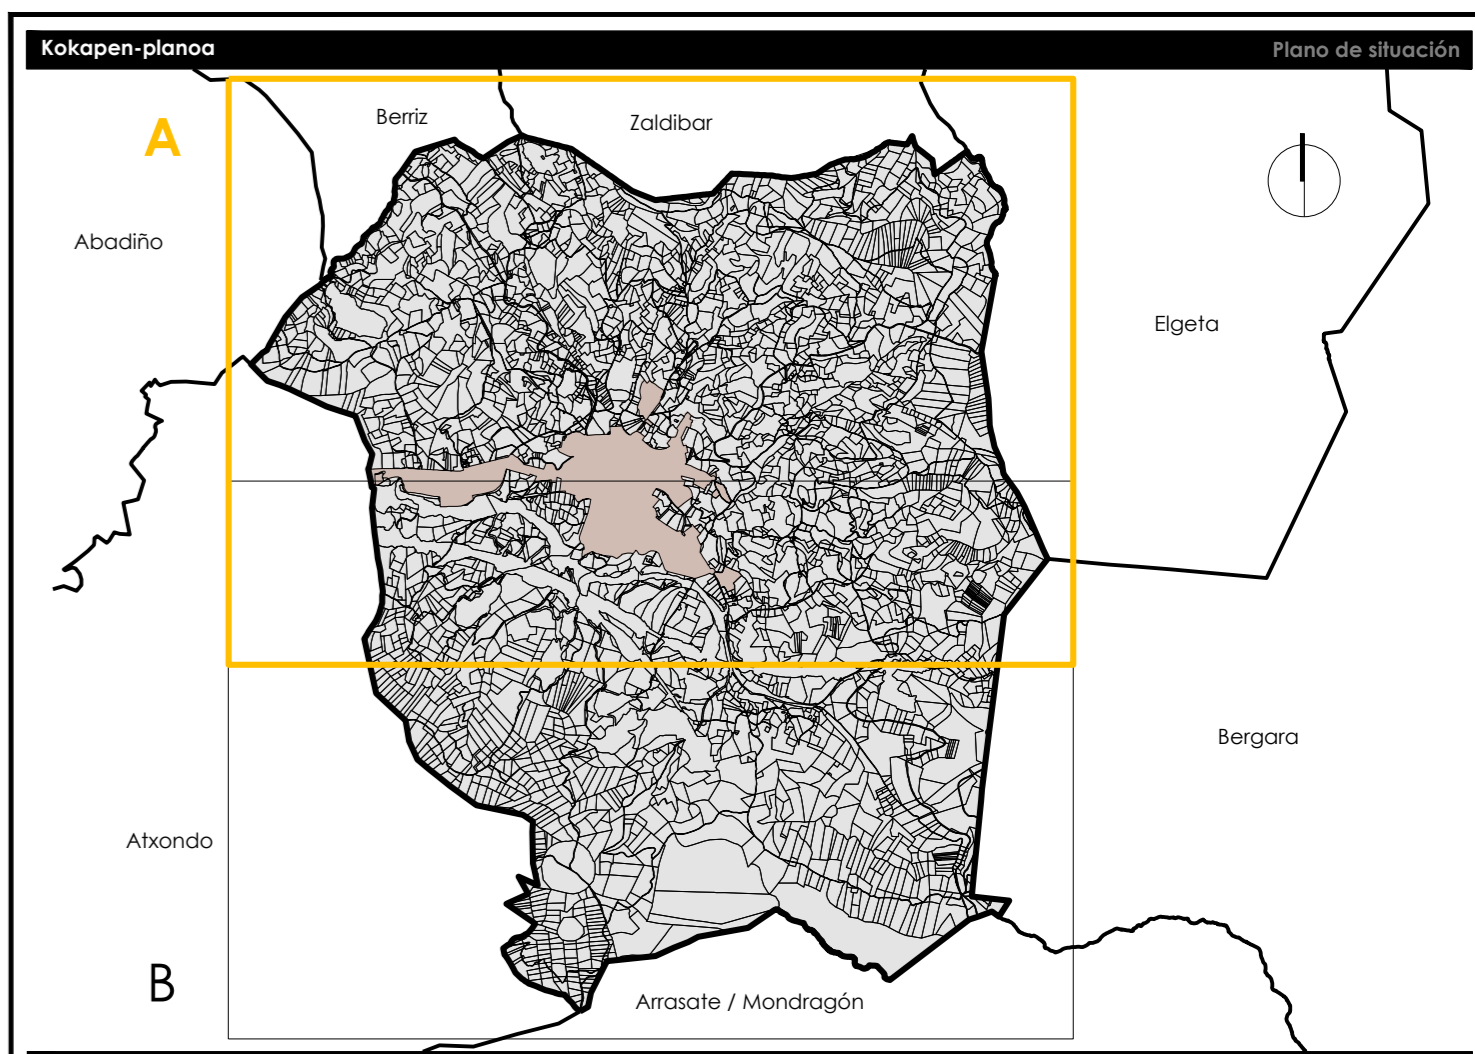 Kokapen-planoa
Plano de situación
A
Berriz
Zaldibar
Abadiño
Elgeta
Bergara
Atxondo
B
Arrasate / Mondragón